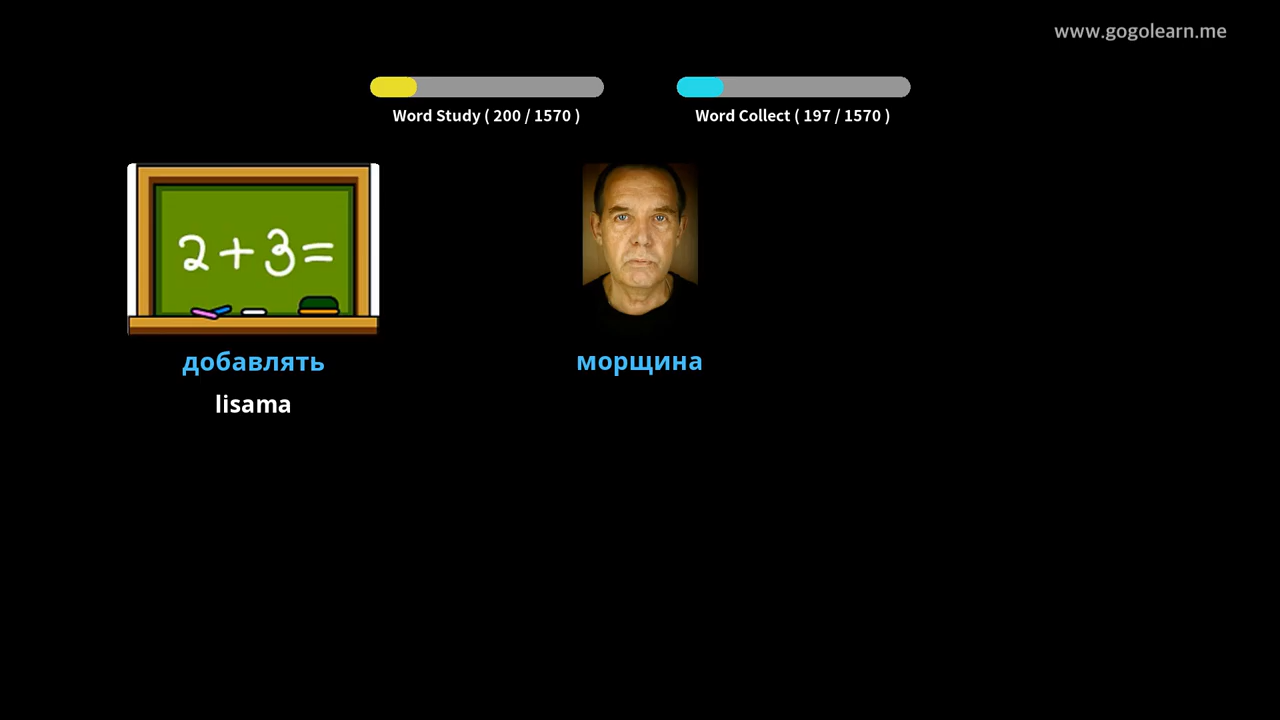 www.gogolearn.me
Word Study ( 200 / 1570 )
Word Collect ( 197 / 1570 )
2+3=
добавлять
морщина
lisama